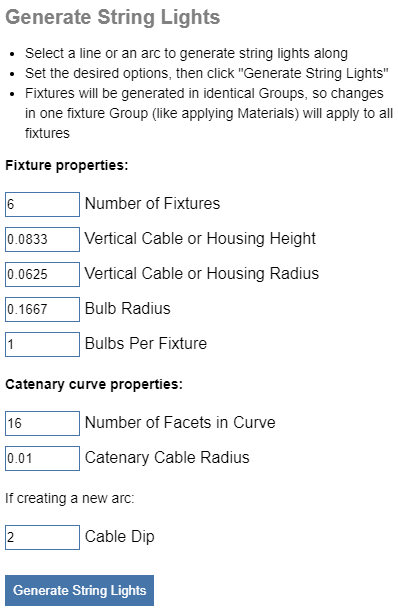 Generate String Lights
• Select a line or an arc to generate string lights along
• Set the desired options, then click "Generate String Lights"
• Fixtures will be generated in identical Groups, so changes
in one fixture Group (like applying Materials) will apply to all
fixtures
Fixture properties:
6 Number of Fixtures
0.0833 Vertical Cable or Housing Height
0.0625 Vertical Cable or Housing Radius
0.1667 Bulb Radius
1 Bulbs Per Fixture
Catenary curve properties:
16 Number of Facets in Curve
0.01 Catenary Cable Radius
If creating a new arc:
2 Cable Dip
Generate String Lights